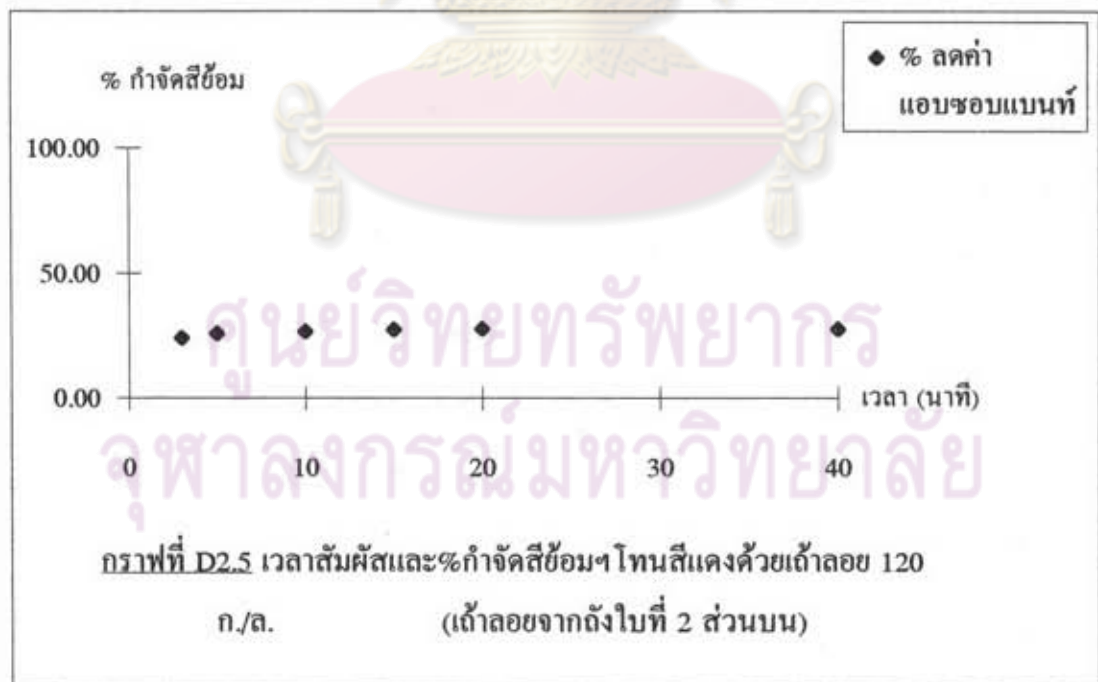 % กำจัดสีย้อม
◆ % ลดค่า
แอบซอบแบนท์
100.00
50.00
0.00
เวลา (นาที)
0 10 20 30 40
ศูนย์วิทยทรัพยากร
จุฬาลงกรณ์มหาวิทยาลัย
กราฟที่ D2.5 เวลาสัมผัสและ%กำจัดสีย้อมฯ โทนสีแดงด้วยเถ้าลอย 120
ก./ล. (เถ้าลอยจากถังใบที่ 2 ส่วนบน)